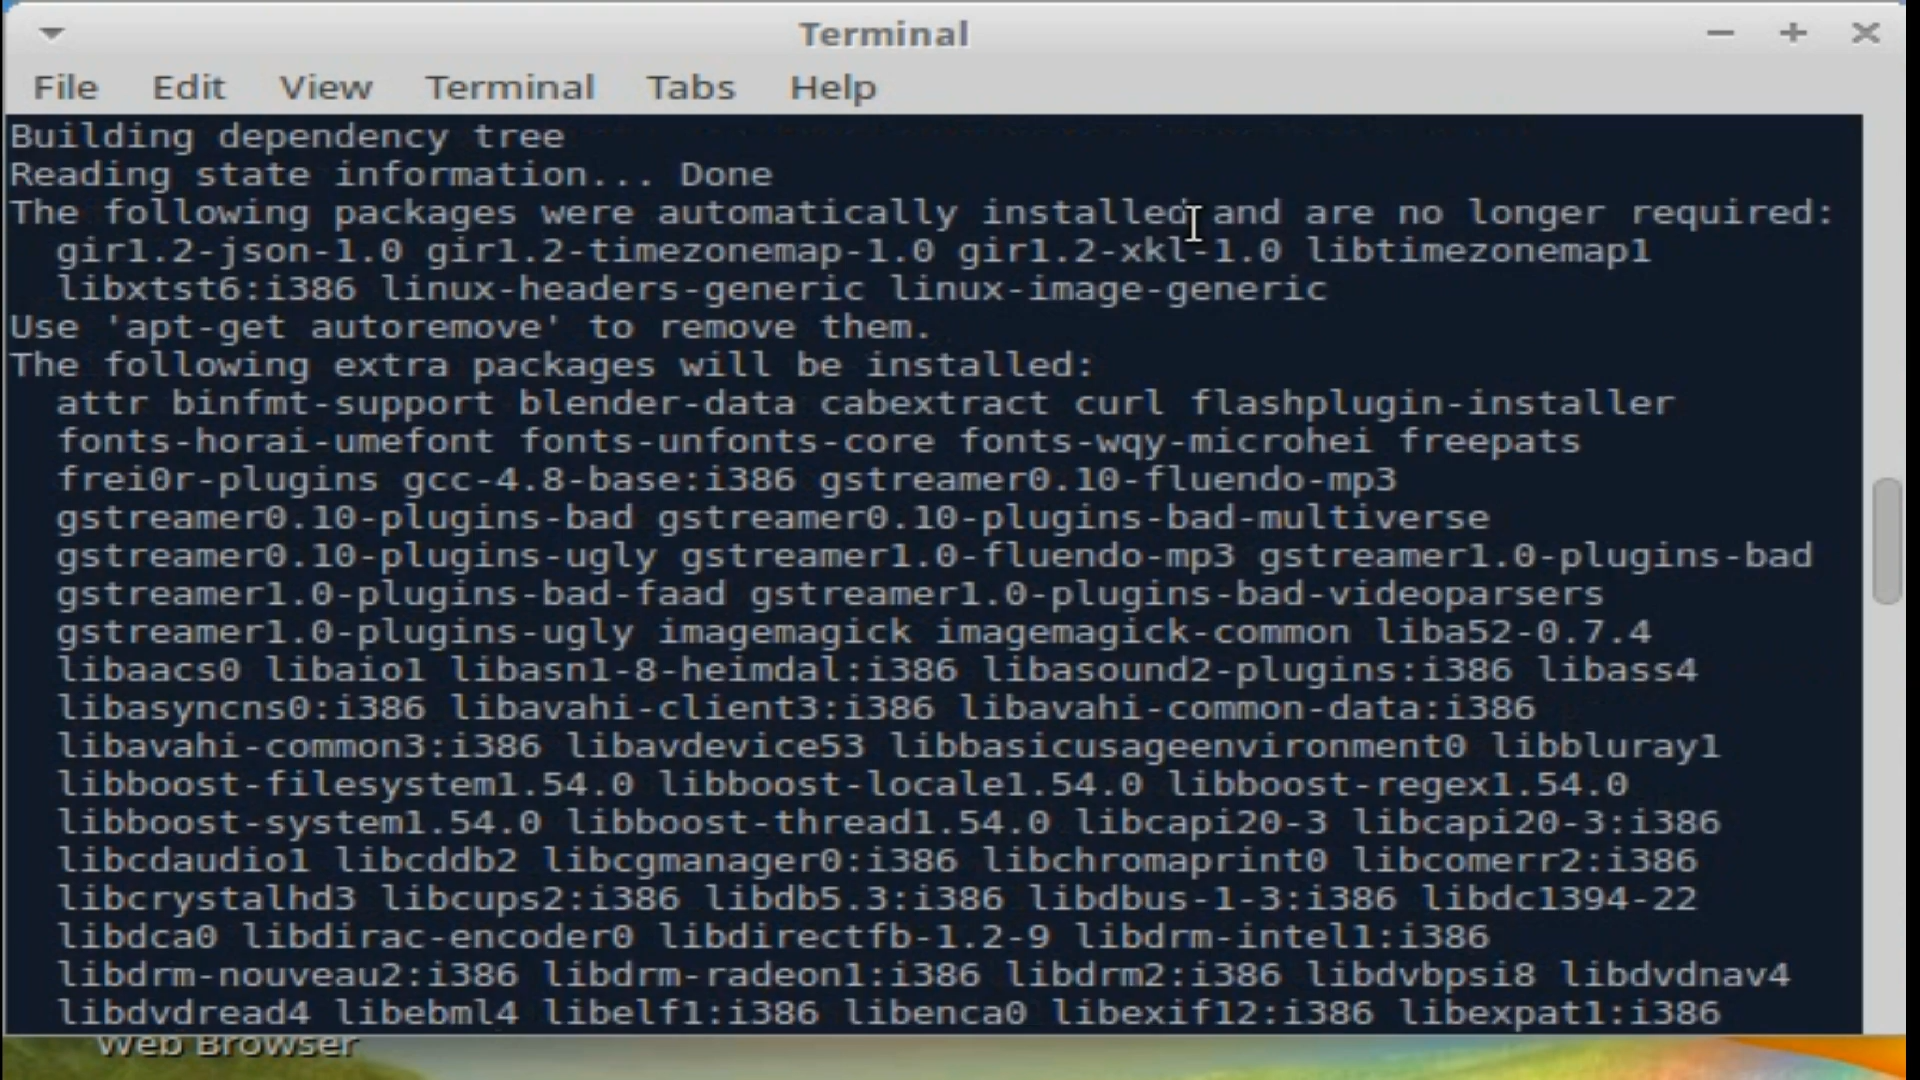 Terminal
File Edit View Terminal Tabs Help
Building dependency tree
Reading state information... Done
The following packages were automatically installed and are no longer required:
gir1.2-json-1.0 gir1.2-timezonemap-1.0 gir1.2-xkl-1.0 libtimezonemap1
libxtst6:i386 linux-headers-generic linux-image-generic
Use 'apt-get autoremove' to remove them.
The following extra packages will be installed:
attr binfmt-support blender-data cabextract curl flashplugin-installer
fonts-horai-umefont fonts-unfonts-core fonts-wqy-microhei freepats
frei0r-plugins gcc-4.8-base:i386 gstreamer0.10-fluendo-mp3
gstreamer0.10-plugins-bad gstreamer0.10-plugins-bad-multiverse
gstreamer0.10-plugins-ugly gstreamer1.0-fluendo-mp3 gstreamer1.0-plugins-bad
gstreamer1.0-plugins-bad-faad gstreamer1.0-plugins-bad-videoparsers
gstreamer1.0-plugins-ugly imagemagick imagemagick-common liba52-0.7.4
libaacs0 libaio1 libasn1-8-heimdal:i386 libasound2-plugins:i386 libass4
libasyncns0:i386 libavahi-client3:i386 libavahi-common-data:i386
libavahi-common3:i386 libavdevice53 libbasicusageenvironment0 libbluray1
libboost-filesystem1.54.0 libboost-locale1.54.0 libboost-regex1.54.0
libboost-system1.54.0 libboost-thread1.54.0 libcapi20-3 libcapi20-3:i386
libcdaudio1 libcddb2 libcgmanager0:i386 libchromaprint0 libcomerr2:i386
libcrystalhd3 libcups2:i386 libdb5.3:i386 libdbus-1-3:i386 libdc1394-22
libdca0 libdirac-encoder0 libdirectfb-1.2-9 libdrm-intel1:i386
libdrm-nouveau2:i386 libdrm-radeon1:i386 libdrm2:i386 libdvbpsi8 libdvdnav4
libdvdread4 libebml4 libelf1:i386 libenca0 libexif12:i386 libexpat1:i386
Web Browser